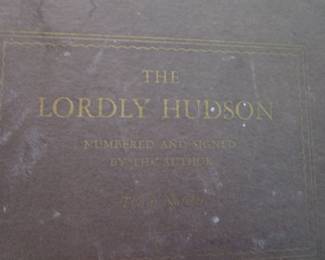 THE
LORDLY HUDSON
NUMBERED AND SIGNED
BY THE AUTHOR